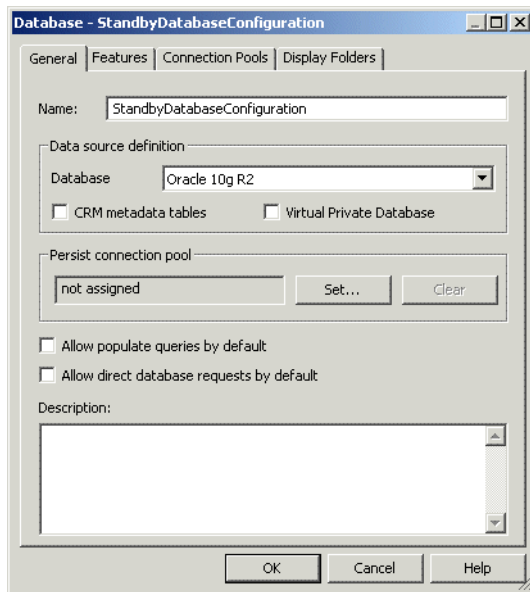 Database - StandbyDatabaseConfiguration
General Features Connection Pools Display Folders
Name: StandbyDatabaseConfiguration
Data source definition
Database Oracle 10g R2
CRM metadata tables Virtual Private Database
Persist connection pool
not assigned Set... Clear
Allow populate queries by default
Allow direct database requests by default
Description:
OK Cancel Help